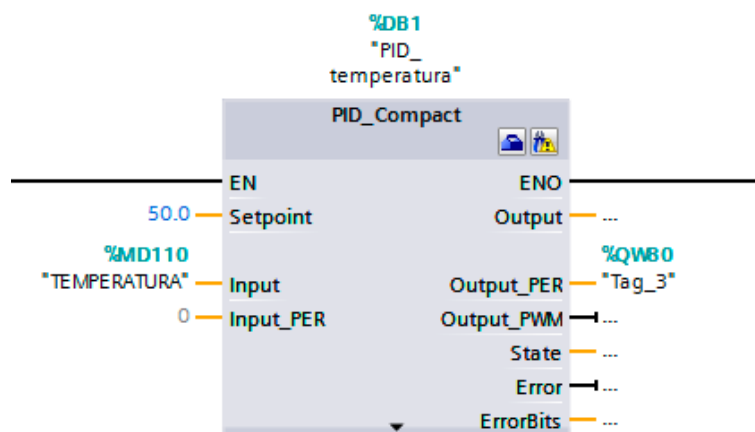 %DB1
"PID_
temperatura"
PID_Compact
EN ENO
50.0 Setpoint Output ...
%MD110 %QW80
"TEMPERATURA" Input Output_PER "Tag_3"
0 Input_PER Output_PWM ...
State ...
Error ...
ErrorBits ...